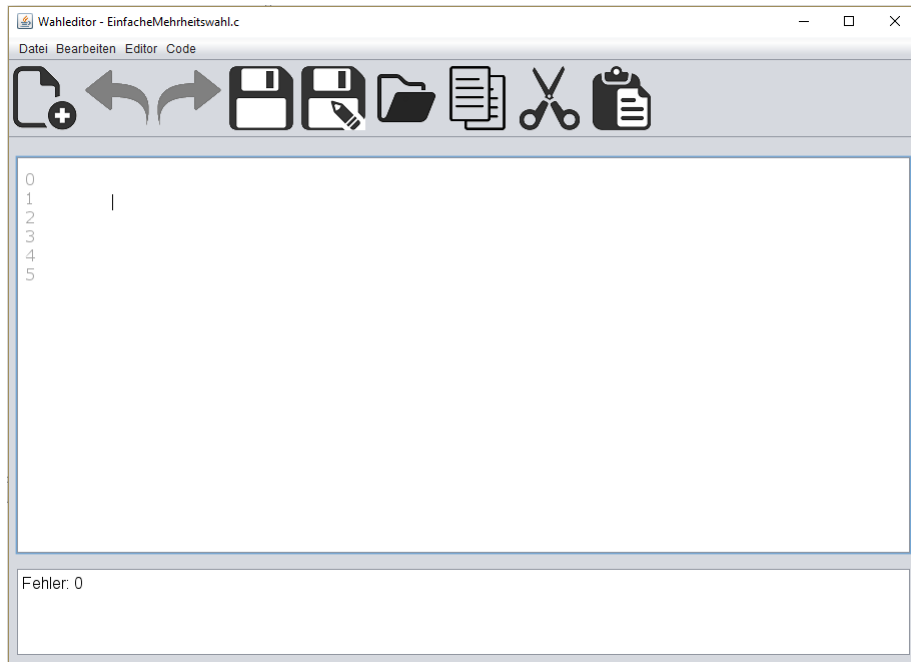 Wahleditor - EinfacheMehrheitswahl.c
Datei Bearbeiten Editor Code
0
1
2
3
4
5
Fehler: 0